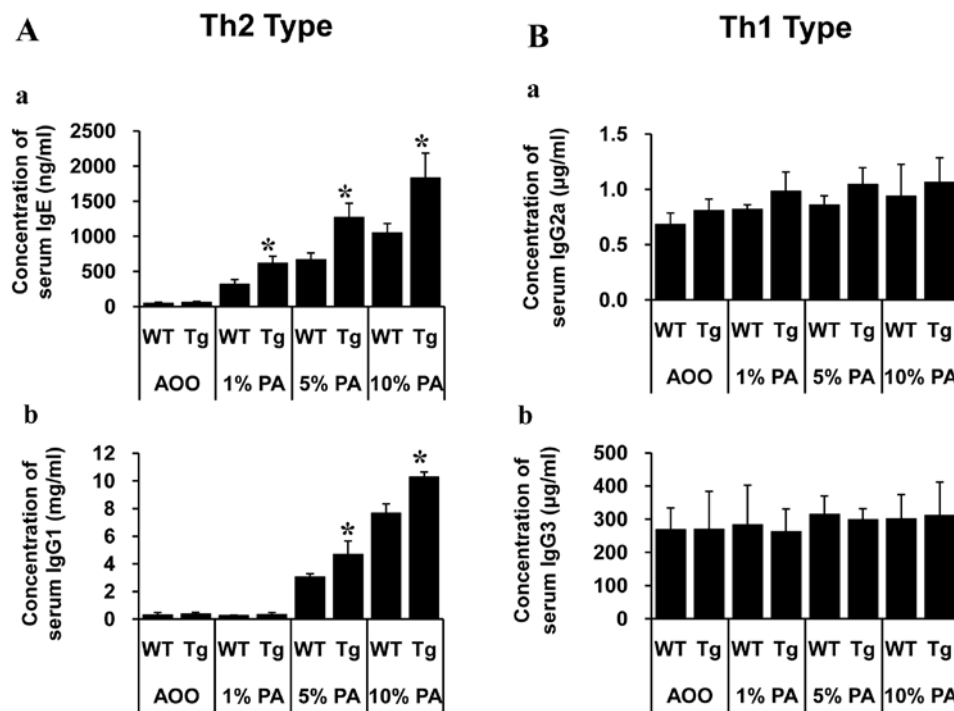 A
Th2 Type
a
Concentration of
serum IgE (ng/ml)
2500
2000
1500
1000
500
0
*
*
*
WT Tg WT Tg WT Tg WT Tg
AOO 1% PA 5% PA 10% PA
b
Concentration of
serum IgG1 (mg/ml)
12
10
8
6
4
2
0
*
*
WT Tg WT Tg WT Tg WT Tg
AOO 1% PA 5% PA 10% PA
B
Th1 Type
a
Concentration of
serum IgG2a (µg/ml)
1.5
1.0
0.5
0.0
WT Tg WT Tg WT Tg WT Tg
AOO 1% PA 5% PA 10% PA
b
Concentration of
serum IgG3 (µg/ml)
500
400
300
200
100
0
WT Tg WT Tg WT Tg WT Tg
AOO 1% PA 5% PA 10% PA